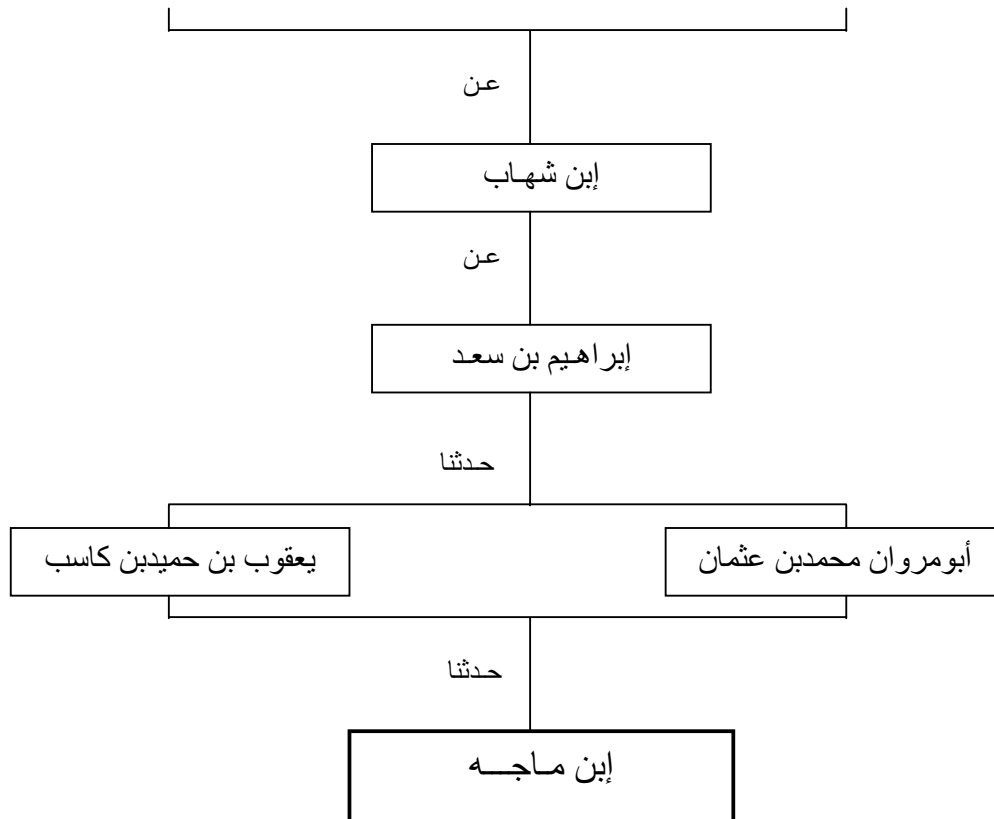 عن
إبن شهاب
عن
إبراهيم بن سعد
حدثنا
أبومروان محمدبن عثمان
يعقوب بن حميدبن كاسب
حدثنا
إبن ماجه